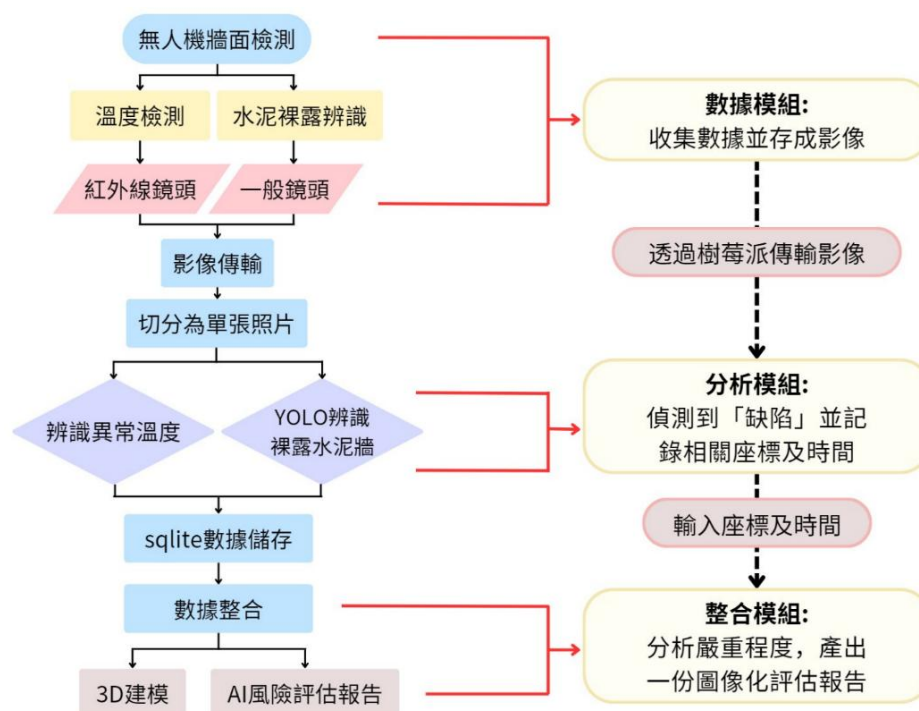 無人機牆面檢測
溫度檢測
水泥裸露辨識
紅外線鏡頭
一般鏡頭
影像傳輸
切分為單張照片
辨識異常溫度
YOLO辨識
裸露水泥牆
sqlite數據儲存
數據整合
3D建模
AI風險評估報告
數據模組:
收集數據並存成影像
透過樹莓派傳輸影像
分析模組:
偵測到「缺陷」並記
錄相關座標及時間
輸入座標及時間
整合模組:
分析嚴重程度，產出
一份圖像化評估報告